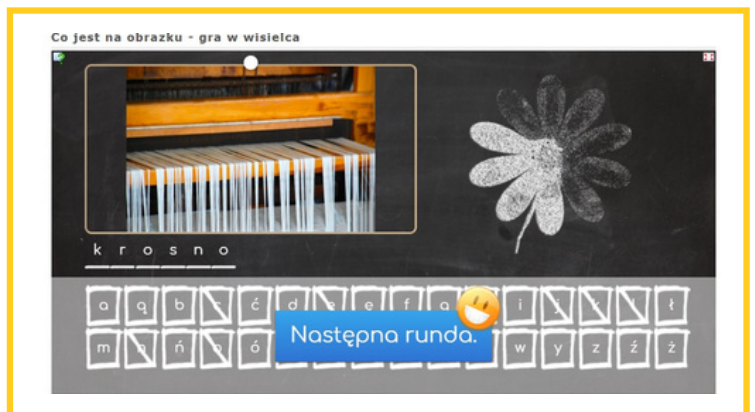 Co jest na obrazku - gra w wisielca
k r o s n o
a ą b ć d e f g i ł
Następna runda.
m ń ó w y z ź ż